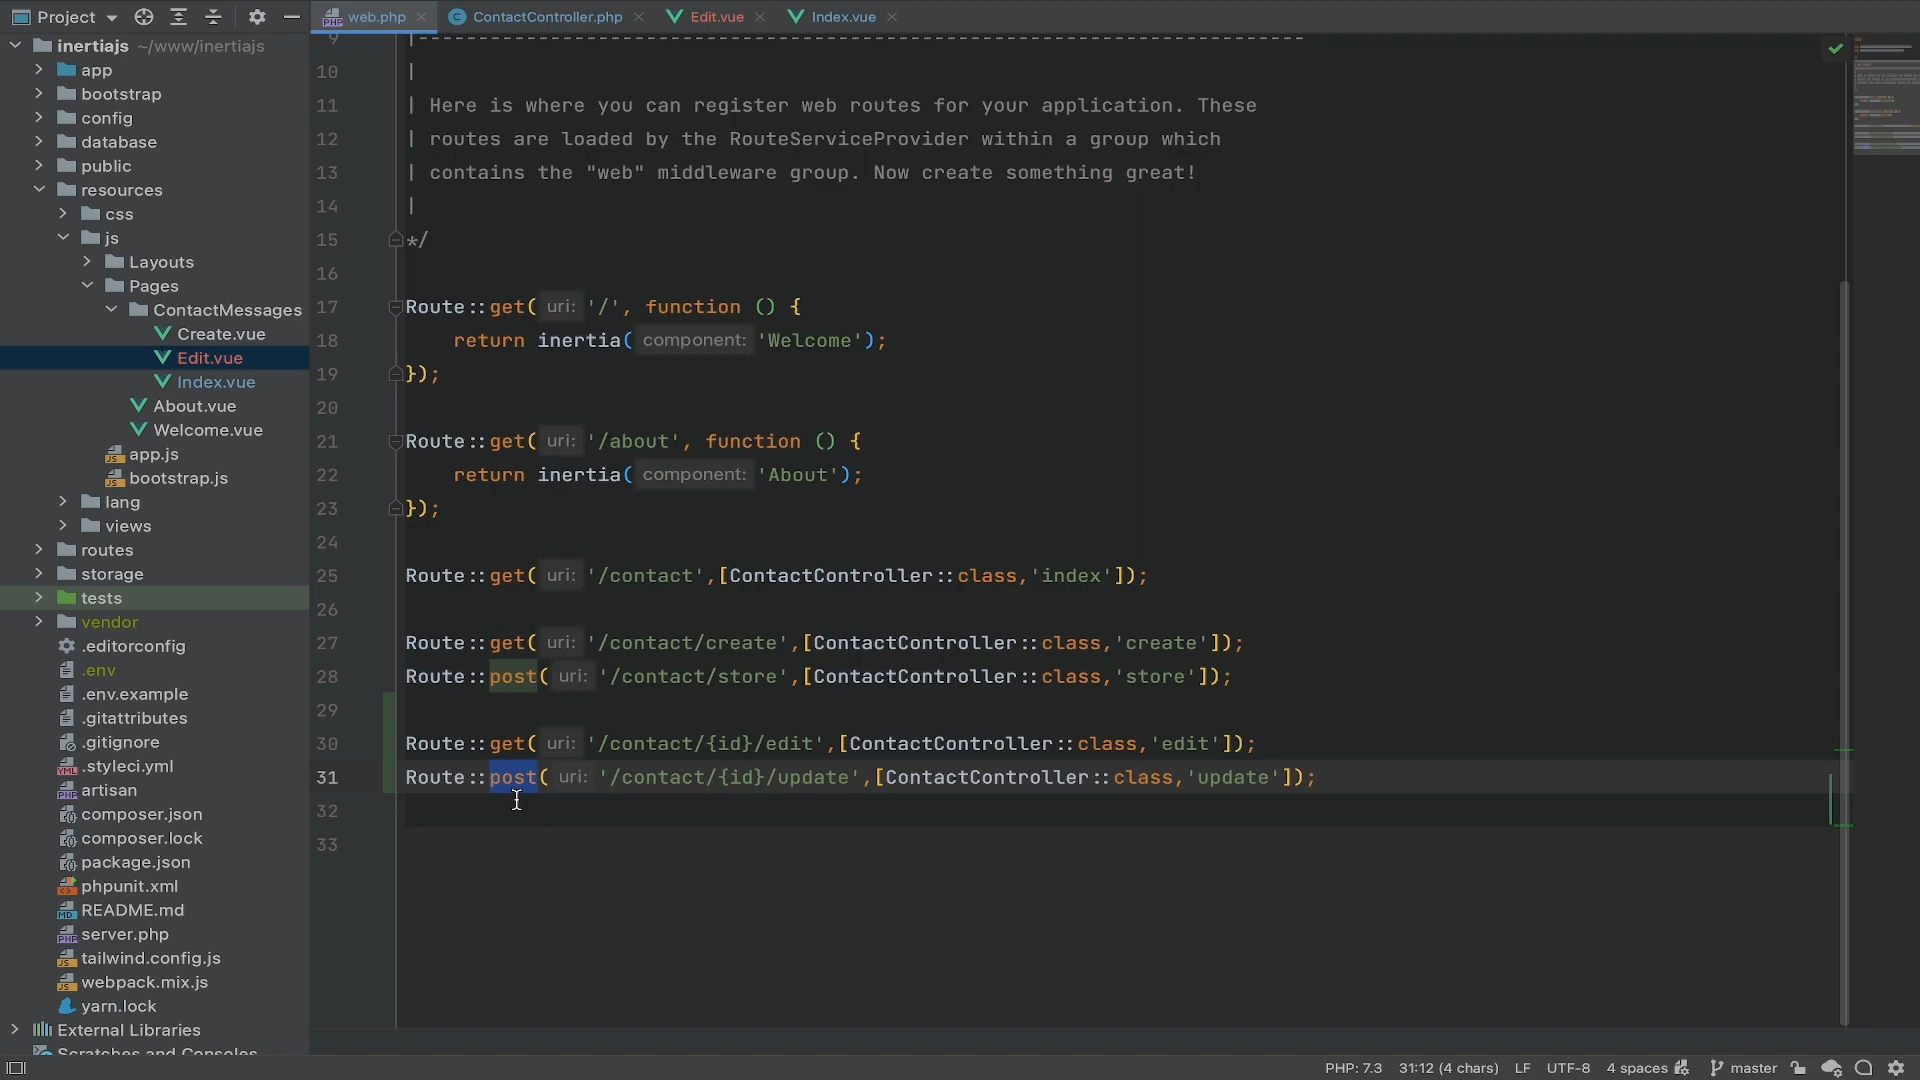 Project
web.php
ContactController.php
Edit.vue
Index.vue
inertiajs ~/www/inertiajs
app
bootstrap
config
database
public
resources
css
js
Layouts
Pages
ContactMessages
Create.vue
Edit.vue
Index.vue
About.vue
Welcome.vue
app.js
bootstrap.js
lang
views
routes
storage
tests
vendor
.editorconfig
.env
.env.example
.gitattributes
.gitignore
.styleci.yml
artisan
composer.json
composer.lock
package.json
phpunit.xml
README.md
server.php
tailwind.config.js
webpack.mix.js
yarn.lock
External Libraries
Scratches and Consoles
9 |--------------------------------------------------------------------------
10 |
11 | Here is where you can register web routes for your application. These
12 | routes are loaded by the RouteServiceProvider within a group which
13 | contains the "web" middleware group. Now create something great!
14 |
15 */
16
17 Route::get( uri: '/', function () {
18 return inertia( component: 'Welcome');
19 });
20
21 Route::get( uri: '/about', function () {
22 return inertia( component: 'About');
23 });
24
25 Route::get( uri: '/contact',[ContactController::class,'index']);
26
27 Route::get( uri: '/contact/create',[ContactController::class,'create']);
28 Route::post( uri: '/contact/store',[ContactController::class,'store']);
29
30 Route::get( uri: '/contact/{id}/edit',[ContactController::class,'edit']);
31 Route::post( uri: '/contact/{id}/update',[ContactController::class,'update']);
32
33
PHP: 7.3 31:12 (4 chars) LF UTF-8 4 spaces master